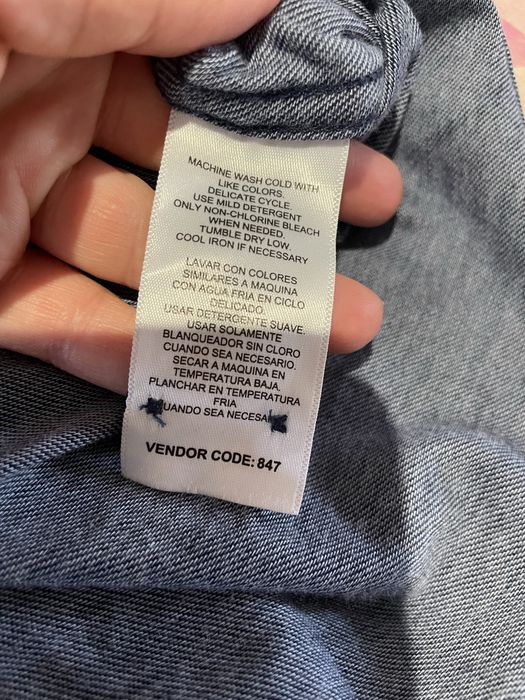 MACHINE WASH COLD WITH
LIKE COLORS.
DELICATE CYCLE.
USE MILD DETERGENT
ONLY NON-CHLORINE BLEACH
WHEN NEEDED.
TUMBLE DRY LOW.
COOL IRON IF NECESSARY
LAVAR CON COLORES
SIMILARES A MAQUINA
CON AGUA FRIA EN CICLO
DELICADO.
USAR DETERGENTE SUAVE.
USAR SOLAMENTE
BLANQUEADOR SIN CLORO
CUANDO SEA NECESARIO.
SECAR A MAQUINA EN
TEMPERATURA BAJA.
PLANCHAR EN TEMPERATURA
FRIA
UANDO SEA NECESA
VENDOR CODE: 847